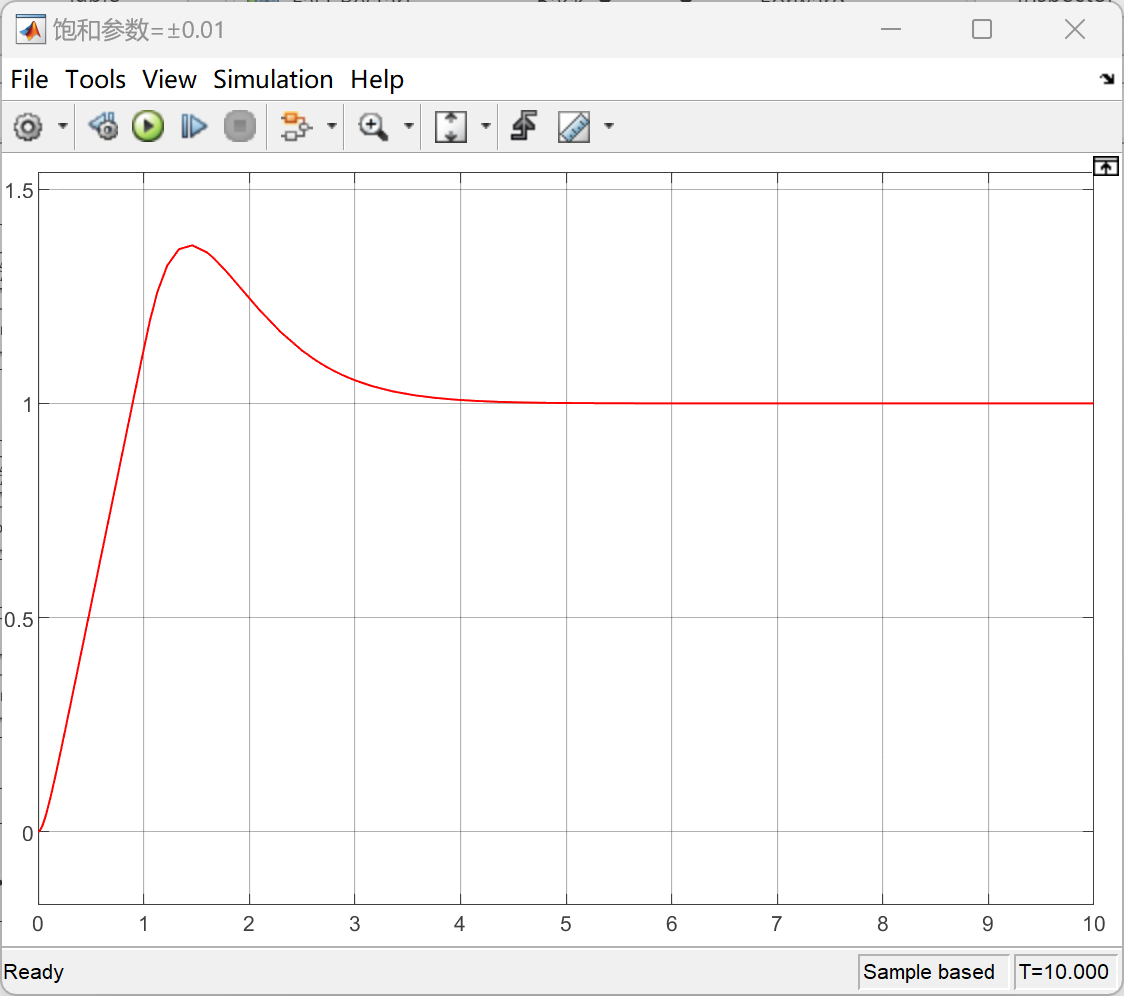 饱和参数=±0.01
File Tools View Simulation Help
1.5
1
0.5
0
0 1 2 3 4 5 6 7 8 9 10
Ready Sample based T=10.000